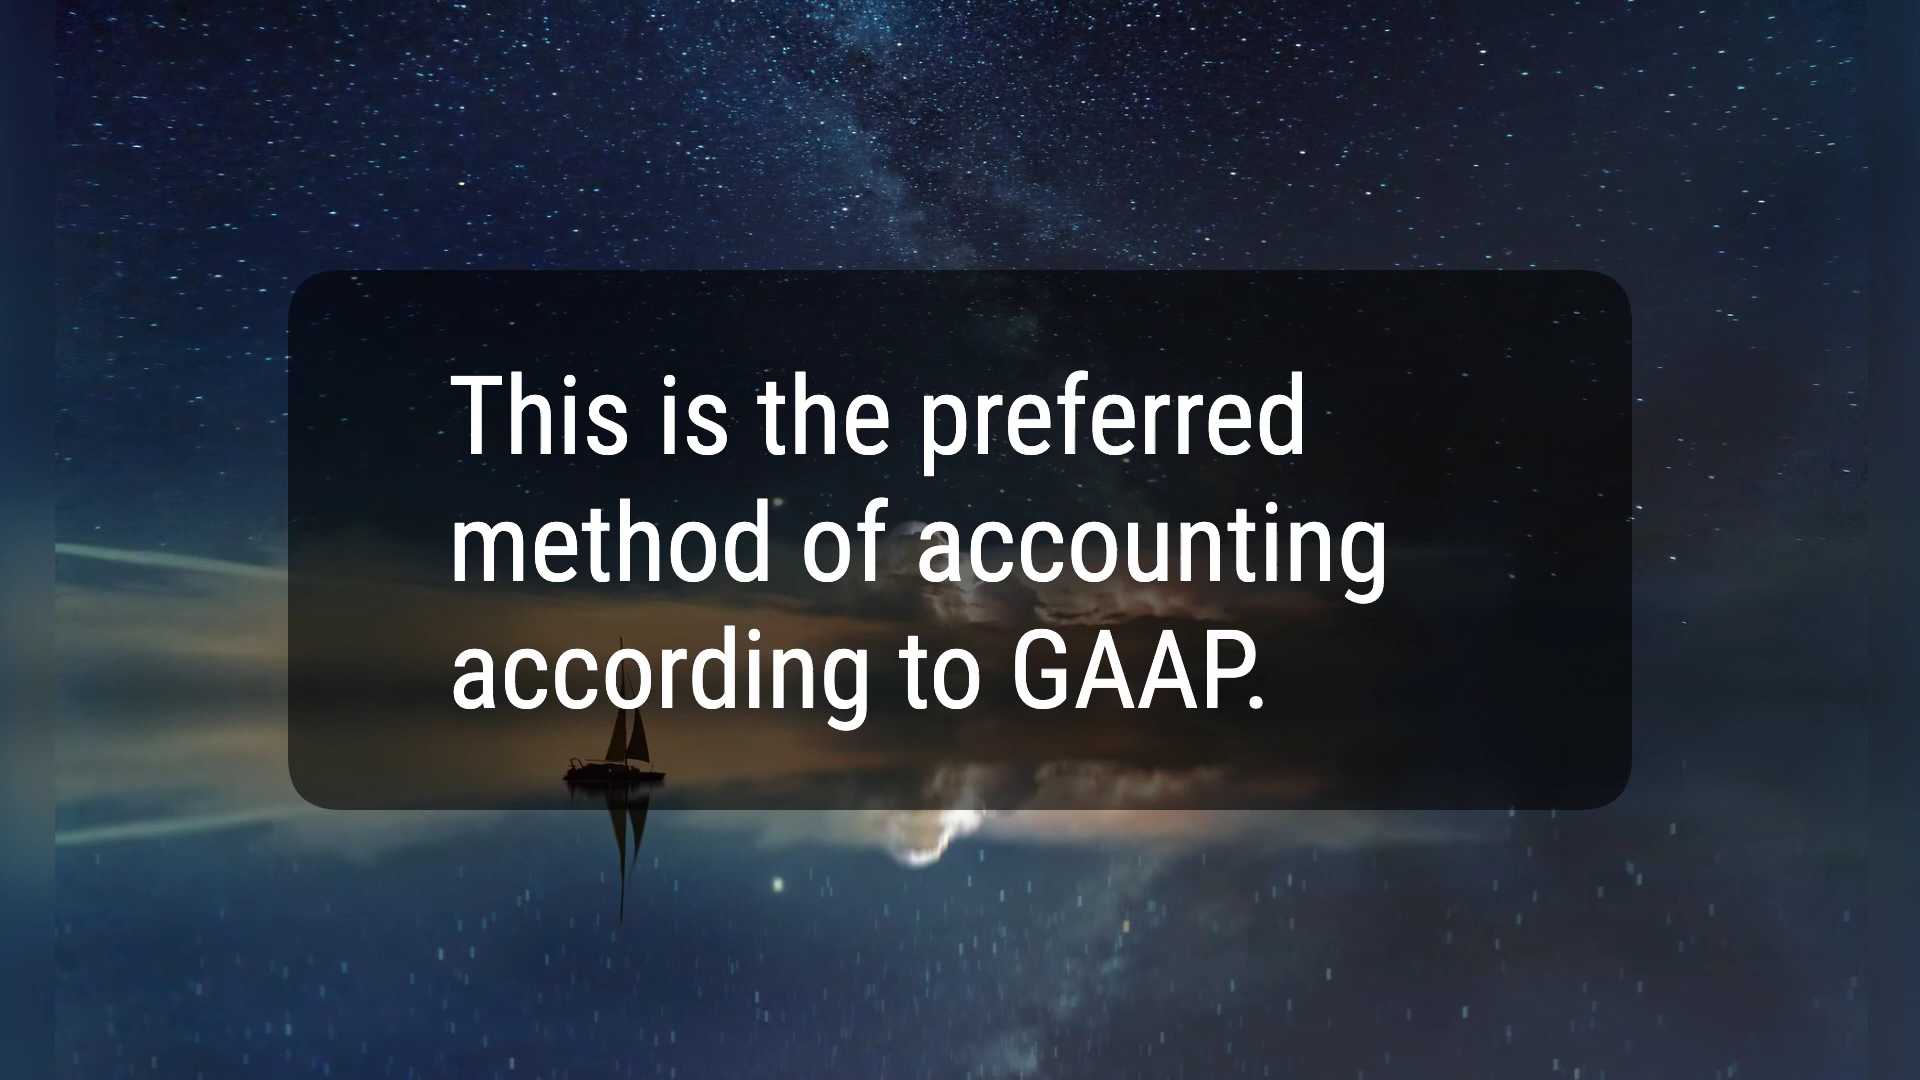 This is the preferred
method of accounting
according to GAAP.